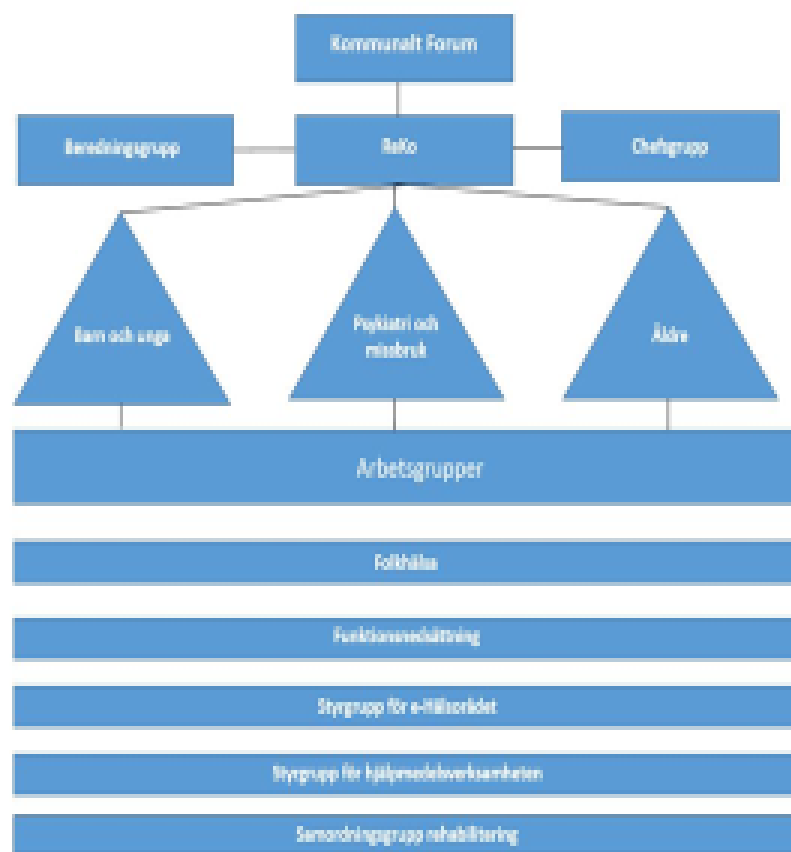 Kommunalt Forum
Beredningsgrupp
ReKo
Chefsgrupp
Barn och unga
Psykiatri och
missbruk
Äldre
Arbetsgrupper
Folkhälsa
Funktionsnedsättning
Styrgrupp för e-Hälsorådet
Styrgrupp för hjälpmedelsverksamheten
Samordningsgrupp rehabilitering